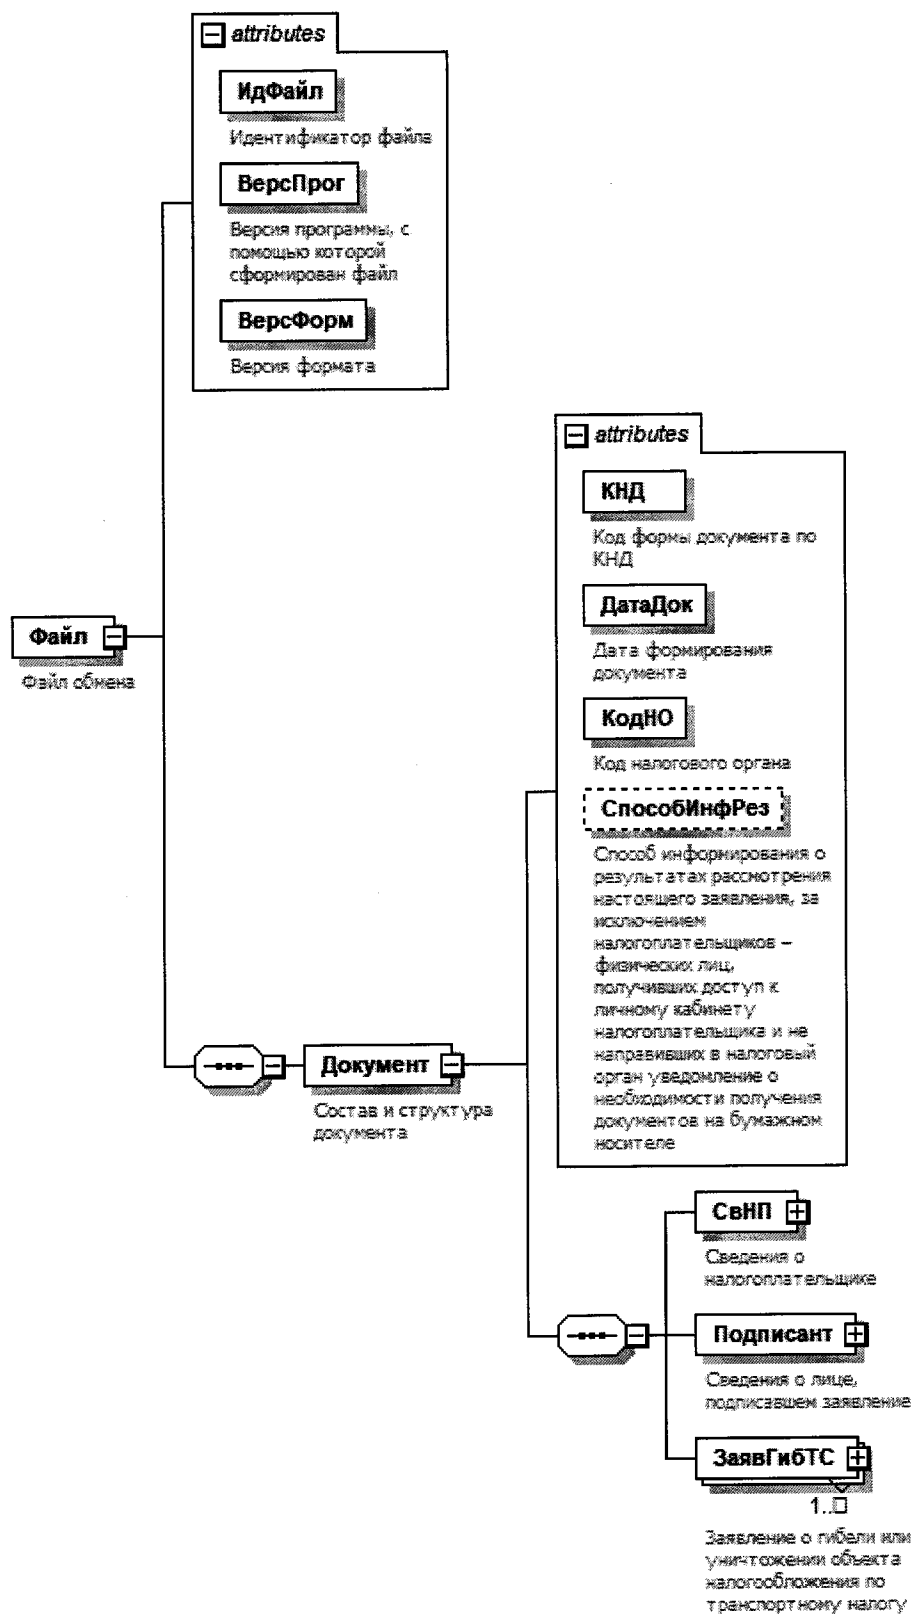 attributes
ИдФайл
Идентификатор файла
ВерсПрог
Версия программы, с
помощью которой
сформирован файл
ВерсФорм
Версия формата
attributes
КНД
Код формы документа по
КНД
ДатаДок
Дата формирования
документа
Файл
Файл обмена
КодНО
Код налогового органа
СпособИнфРез
Способ информирования о
результатах рассмотрения
настоящего заявления, за
исключением
налогоплательщиков –
физических лиц,
получивших доступ к
личному кабинету
налогоплательщика и не
направивших в налоговый
орган уведомление о
необходимости получения
документов на бумажном
носителе
Документ
Состав и структура
документа
СвНП
Сведения о
налогоплательщике
Подписант
Сведения о лице,
подписавшем заявление
ЗаявГибТС
1..□
Заявление о гибели или
уничтожении объекта
налогообложения по
транспортному налогу